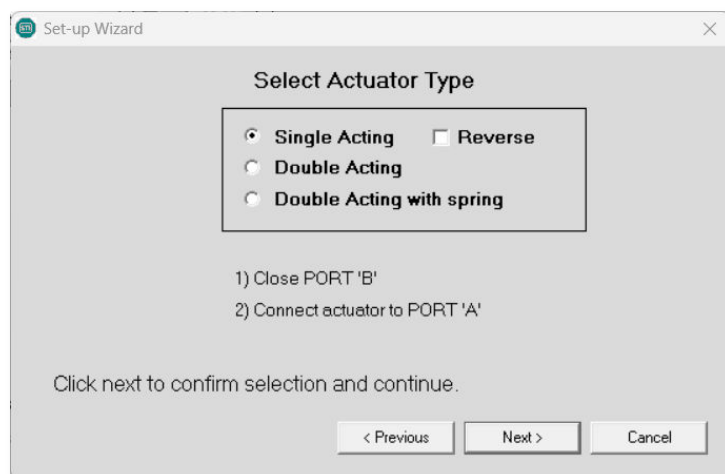 STI Set-up Wizard
Select Actuator Type
Single Acting Reverse
Double Acting
Double Acting with spring
1) Close PORT 'B'
2) Connect actuator to PORT 'A'
Click next to confirm selection and continue.
< Previous Next > Cancel